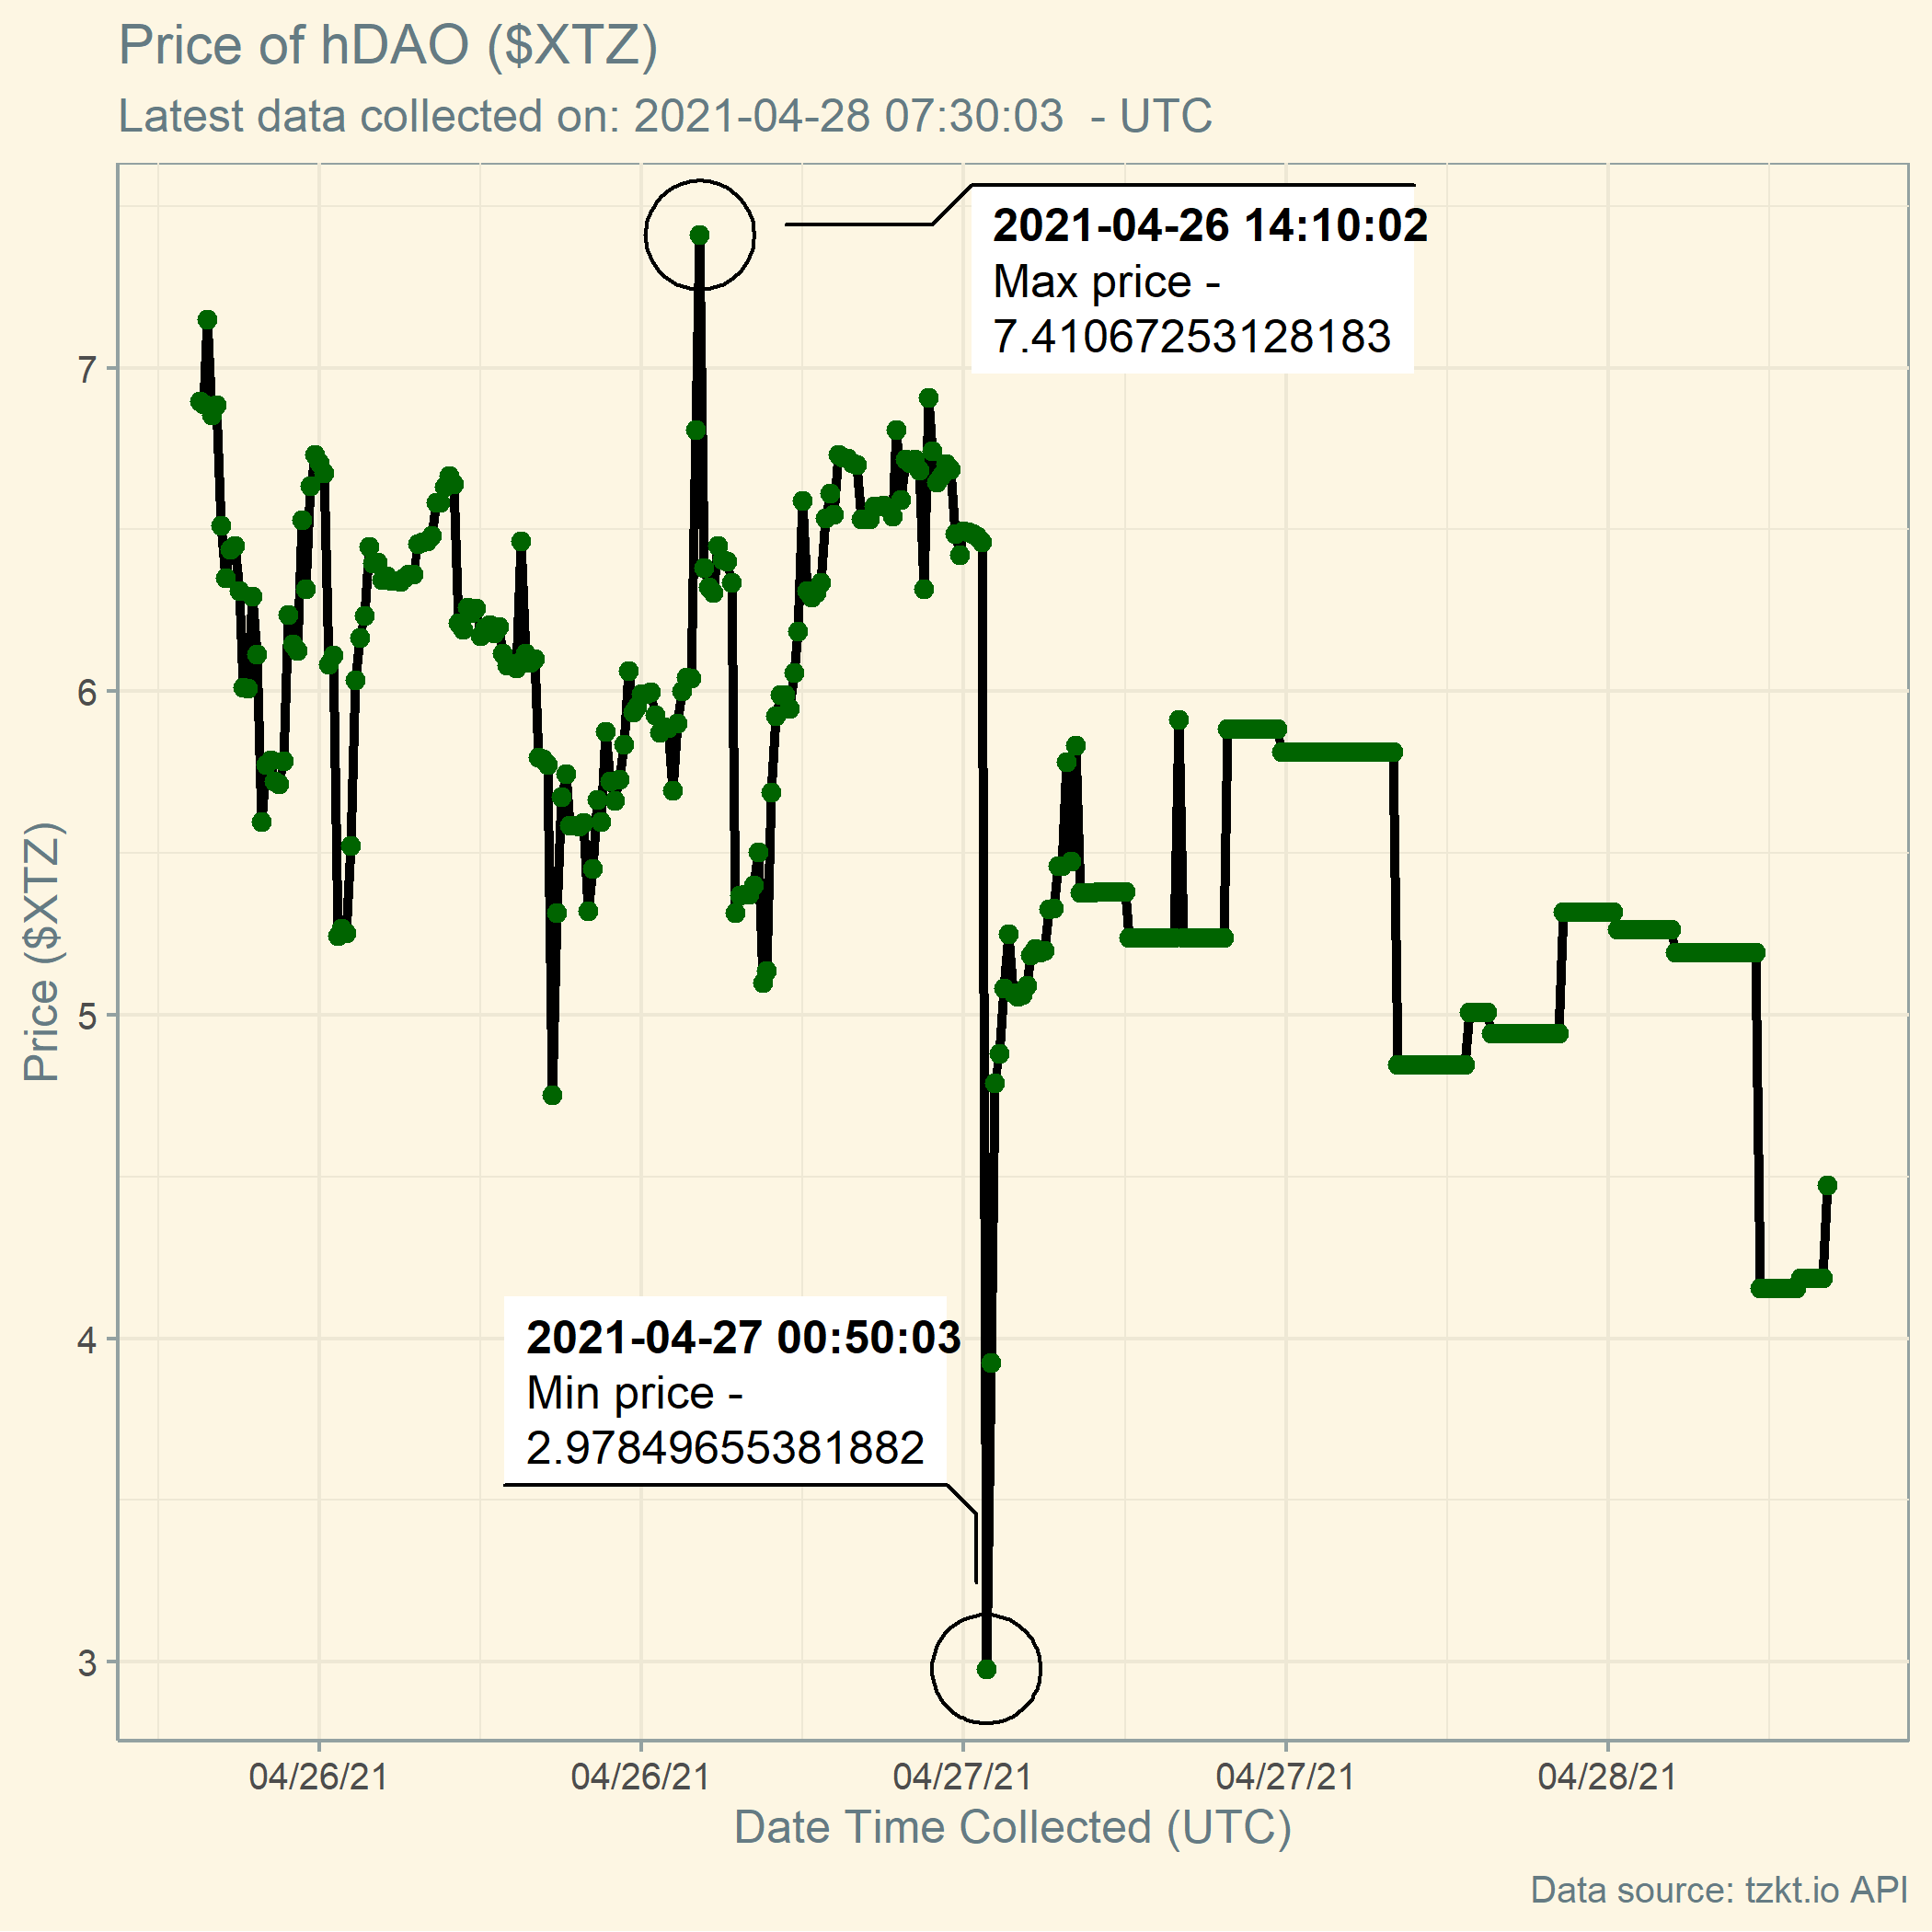 Price of hDAO ($XTZ)
Latest data collected on: 2021-04-28 07:30:03  - UTC
2021-04-26 14:10:02
Max price -
7.41067253128183
7
6
5
4
3
Price ($XTZ)
2021-04-27 00:50:03
Min price -
2.97849655381882
04/26/21 04/26/21 04/27/21 04/27/21 04/28/21
Date Time Collected (UTC)
Data source: tzkt.io API